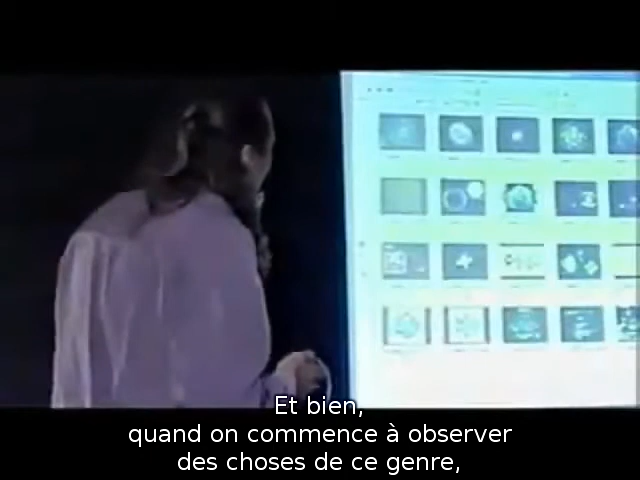 Et bien,
quand on commence à observer
des choses de ce genre,